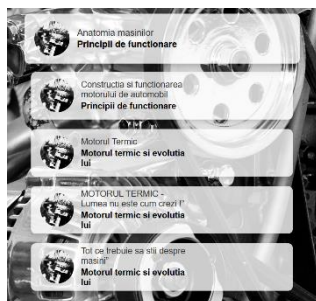 Anatomia masinilor
Principii de functionare
Constructia si functionarea
motorului de automobil
Principii de functionare
Motorul Termic
Motorul termic si evolutia
lui
MOTORUL TERMIC -
Lumea nu este cum crezi !"
Motorul termic si evolutia
lui
Tot ce trebuie sa stii despre
masini"
Motorul termic si evolutia
lui